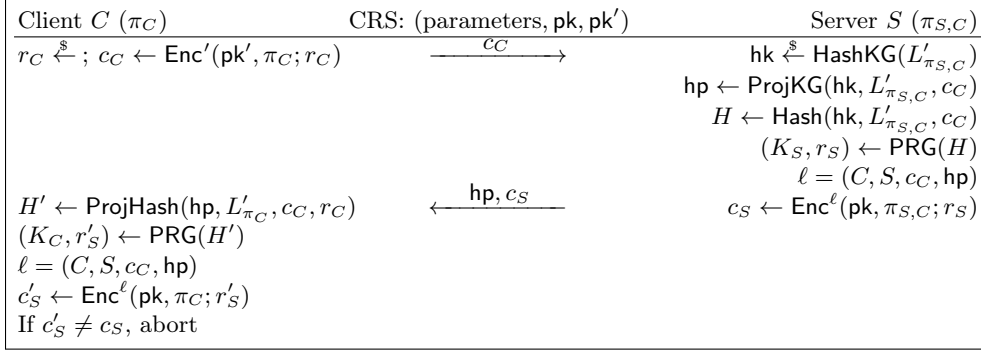 Client C (π_C) CRS: (parameters, pk, pk′) Server S (π_{S,C})
r_C ←$ ; c_C ← Enc′(pk′, π_C; r_C) c_C⟶ hk ←$ HashKG(L′_{π_{S,C}})
hp ← ProjKG(hk, L′_{π_{S,C}}, c_C)
H ← Hash(hk, L′_{π_{S,C}}, c_C)
(K_S, r_S) ← PRG(H)
ℓ = (C, S, c_C, hp)
H′ ← ProjHash(hp, L′_{π_C}, c_C, r_C) hp, c_S⟵ c_S ← Enc^ℓ(pk, π_{S,C}; r_S)
(K_C, r′_S) ← PRG(H′)
ℓ = (C, S, c_C, hp)
c′_S ← Enc^ℓ(pk, π_C; r′_S)
If c′_S ≠ c_S, abort